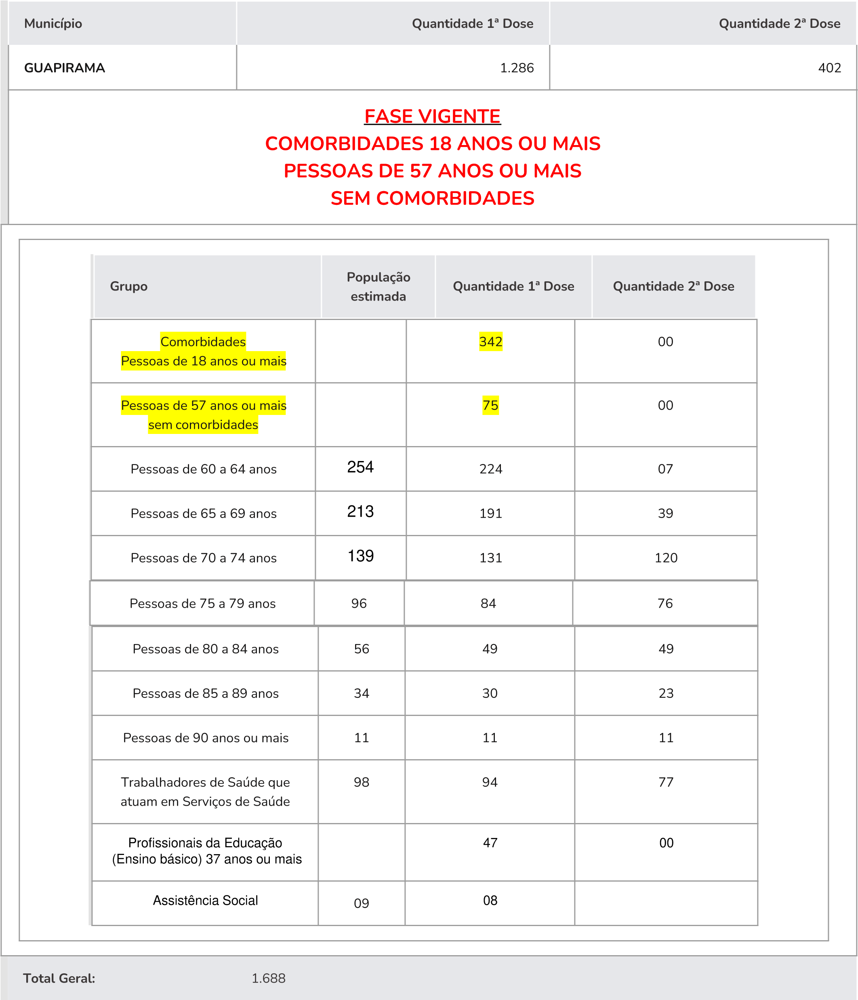 Município Quantidade 1ª Dose Quantidade 2ª Dose
GUAPIRAMA 1.286 402
FASE VIGENTE
COMORBIDADES 18 ANOS OU MAIS
PESSOAS DE 57 ANOS OU MAIS
SEM COMORBIDADES
Grupo População estimada Quantidade 1ª Dose Quantidade 2ª Dose
Comorbidades 342 00
Pessoas de 18 anos ou mais
Pessoas de 57 anos ou mais 75 00
sem comorbidades
Pessoas de 60 a 64 anos 254 224 07
Pessoas de 65 a 69 anos 213 191 39
Pessoas de 70 a 74 anos 139 131 120
Pessoas de 75 a 79 anos 96 84 76
Pessoas de 80 a 84 anos 56 49 49
Pessoas de 85 a 89 anos 34 30 23
Pessoas de 90 anos ou mais 11 11 11
Trabalhadores de Saúde que 98 94 77
atuam em Serviços de Saúde
Profissionais da Educação 47 00
(Ensino básico) 37 anos ou mais
Assistência Social 09 08
Total Geral: 1.688